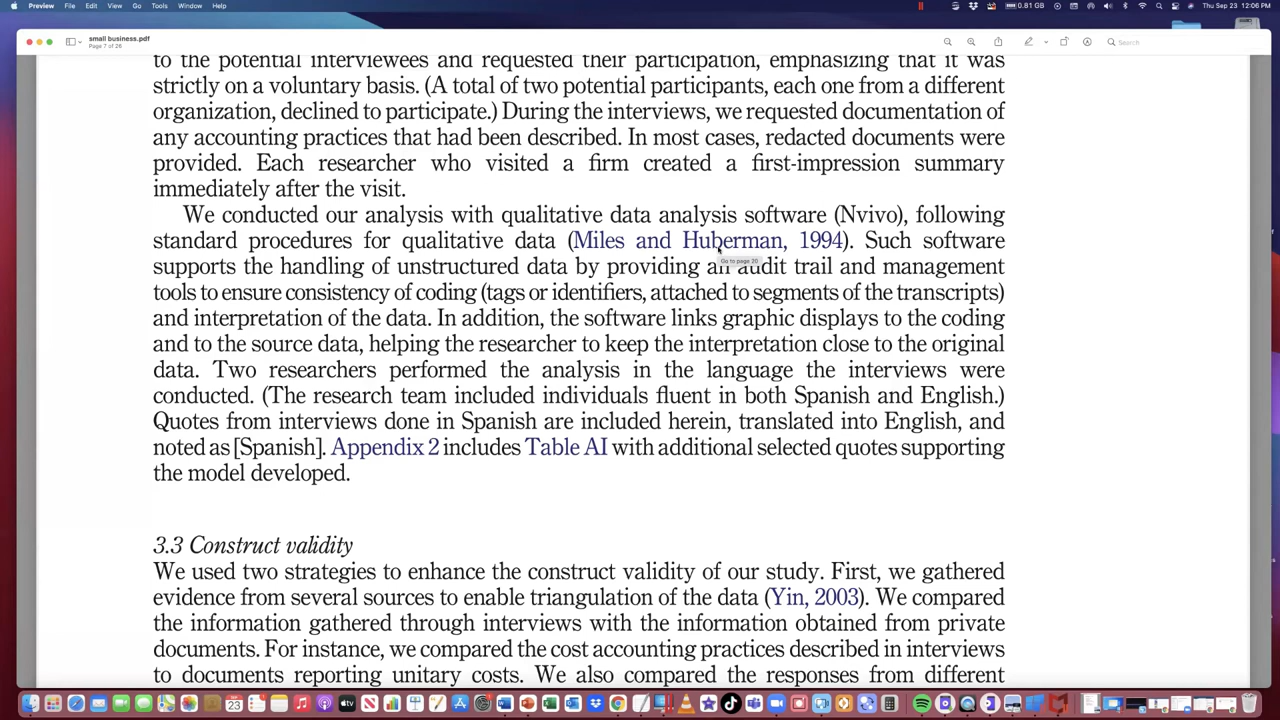 Preview File Edit View Go Tools Window Help 0.81 GB Thu Sep 23 12:06 PM
small business.pdf
Page 7 of 26
Search
to the potential interviewees and requested their participation, emphasizing that it was
strictly on a voluntary basis. (A total of two potential participants, each one from a different
organization, declined to participate.) During the interviews, we requested documentation of
any accounting practices that had been described. In most cases, redacted documents were
provided. Each researcher who visited a firm created a first-impression summary
immediately after the visit.
We conducted our analysis with qualitative data analysis software (Nvivo), following
standard procedures for qualitative data (Miles and Huberman, 1994). Such software
Go to page 20
supports the handling of unstructured data by providing an audit trail and management
tools to ensure consistency of coding (tags or identifiers, attached to segments of the transcripts)
and interpretation of the data. In addition, the software links graphic displays to the coding
and to the source data, helping the researcher to keep the interpretation close to the original
data. Two researchers performed the analysis in the language the interviews were
conducted. (The research team included individuals fluent in both Spanish and English.)
Quotes from interviews done in Spanish are included herein, translated into English, and
noted as [Spanish]. Appendix 2 includes Table AI with additional selected quotes supporting
the model developed.
3.3 Construct validity
We used two strategies to enhance the construct validity of our study. First, we gathered
evidence from several sources to enable triangulation of the data (Yin, 2003). We compared
the information gathered through interviews with the information obtained from private
documents. For instance, we compared the cost accounting practices described in interviews
to documents reporting unitary costs. We also compared the responses from different